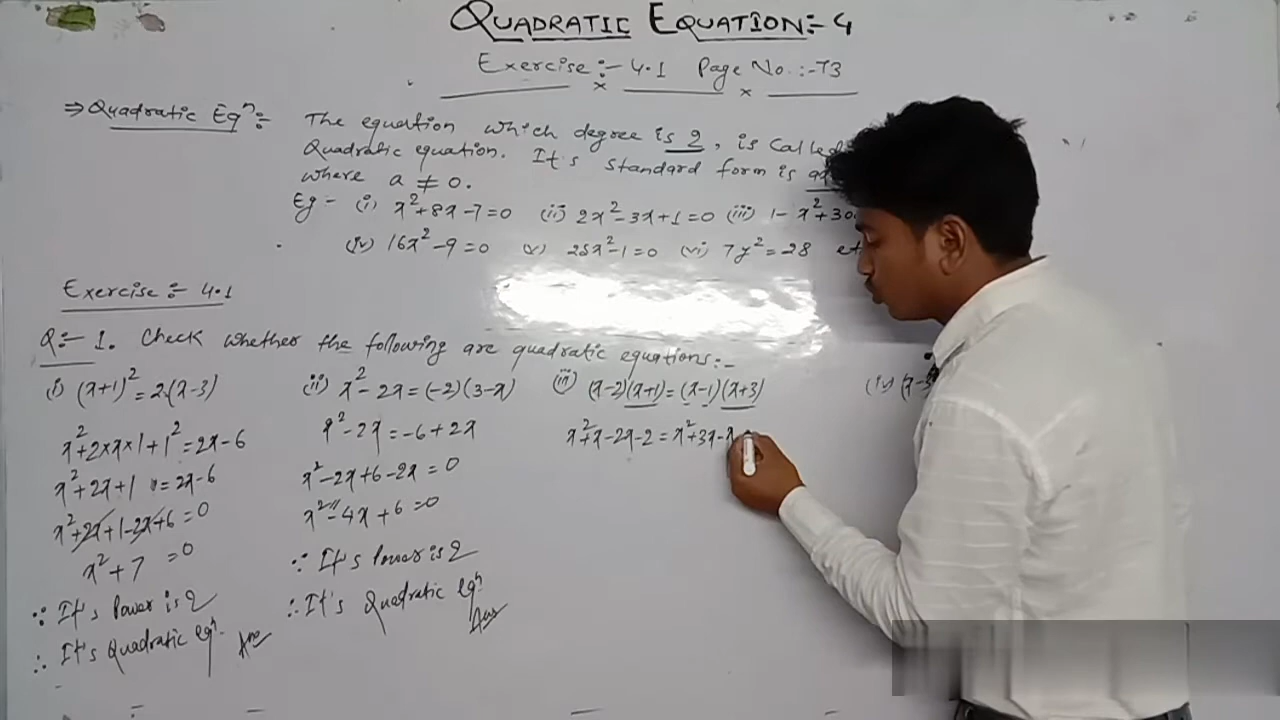 QUADRATIC EQUATION:- 4
Exercise:- 4.1 Page No.:-73
⇒ Quadratic Eqⁿ:- The equation which degree is 2, is called
Quadratic equation. It's standard form is
where a ≠ 0.
Eg - (i) x²+8x-7=0 (ii) 2x²-3x+1=0 (iii) 1-x²+30
(iv) 16x²-9=0 (v) 25x²-1=0 (vi) 7y²=28 et
Exercise:- 4.1
Q:- 1. Check whether the following are quadratic equations:-
(i) (x+1)²=2(x-3)
x²+2×x×1+1²=2x-6
x²+2x+1=2x-6
x²+2x+1-2x+6=0
x²+7=0
∵ It's Power is 2
∴ It's Quadratic eqⁿ. Ans
(ii) x²-2x=(-2)(3-x)
x²-2x=-6+2x
x²-2x+6-2x=0
x²-4x+6=0
∵ It's Power is 2
∴ It's Quadratic eqⁿ.
Ans
(iii) (x-2)(x+1)=(x-1)(x+3)
x²+x-2x-2=x²+3x-x
(iv) (x-3